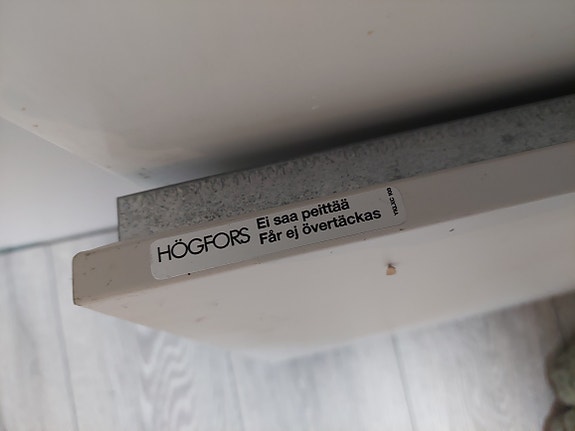 HÖGFORS
Ei saa peittää
Får ej övertäckas